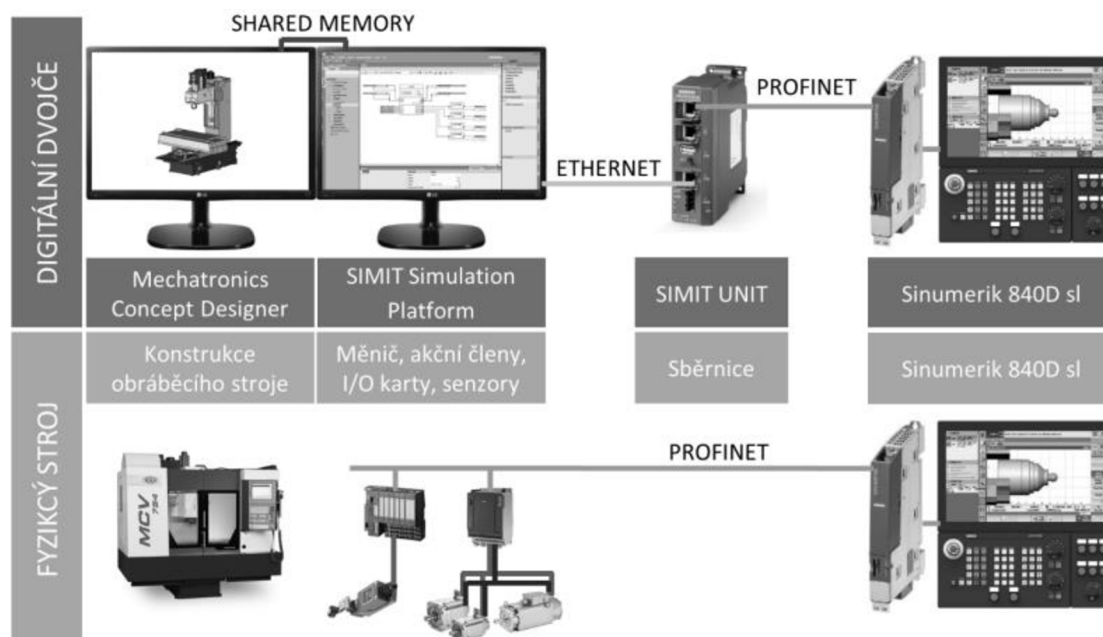 SHARED MEMORY
DIGITÁLNÍ DVOJČE
PROFINET
ETHERNET
Mechatronics
Concept Designer
SIMIT Simulation
Platform
SIMIT UNIT
Sinumerik 840D sl
FYZIKCÝ STROJ
Konstrukce
obráběcího stroje
Měnič, akční členy,
I/O karty, senzory
Sběrnice
Sinumerik 840D sl
PROFINET
MCV
754